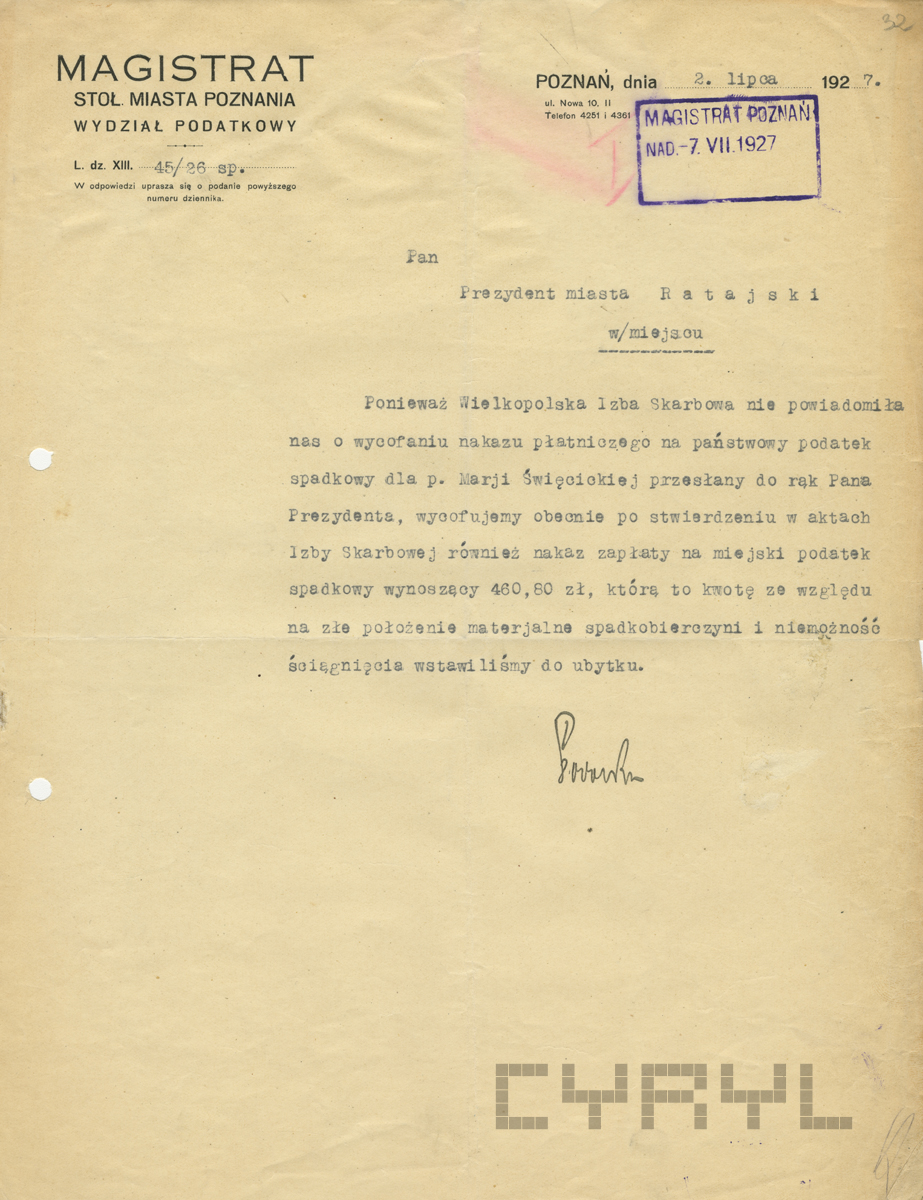 32
MAGISTRAT
STOŁ. MIASTA POZNANIA
WYDZIAŁ PODATKOWY
L. dz. XIII. 45/26 sp.
W odpowiedzi uprasza się o podanie powyższego
numeru dziennika.
POZNAŃ, dnia 2. lipca 1927.
ul. Nowa 10, II
Telefon 4251 i 4361
MAGISTRAT POZNAŃ
NAD.-7. VII. 1927
Pan
Prezydent miasta R a t a j s k i
w/miejscu
Ponieważ Wielkopolska Izba Skarbowa nie powiadomiła
nas o wycofaniu nakazu płatniczego na państwowy podatek
spadkowy dla p. Marji Święcickiej przesłany do rąk Pana
Prezydenta, wycofujemy obecnie po stwierdzeniu w aktach
Izby Skarbowej również nakaz zapłaty na miejski podatek
spadkowy wynoszący 460,80 zł, którą to kwotę ze względu
na złe położenie materjalne spadkobierczyni i niemożność
ściągnięcia wstawiliśmy do ubytku.
CYRYL